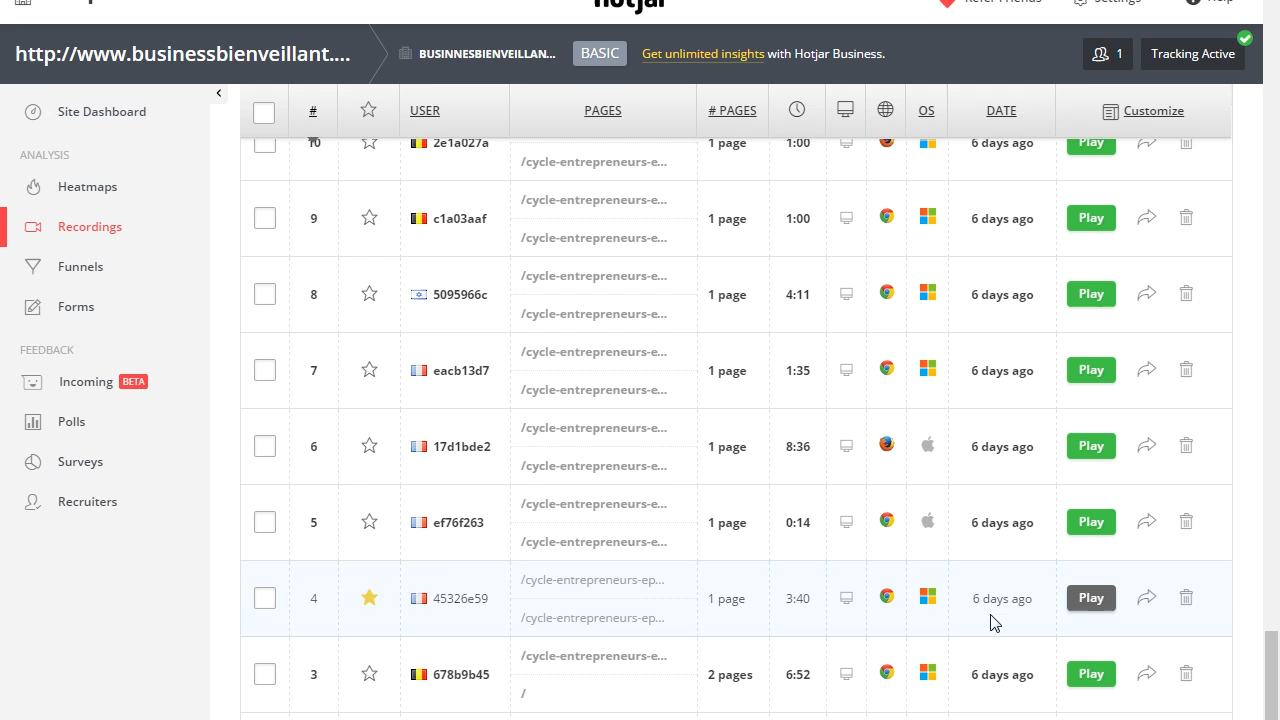 hotjar
Refer Friends
Settings
Help
http://www.businessbienveillant....
BUSINNESBIENVEILLAN...
BASIC
Get unlimited insights with Hotjar Business.
1
Tracking Active
Site Dashboard
ANALYSIS
Heatmaps
Recordings
Funnels
Forms
FEEDBACK
Incoming BETA
Polls
Surveys
Recruiters
# USER PAGES # PAGES OS DATE Customize
10 2e1a027a 1 page 1:00 6 days ago Play
/cycle-entrepreneurs-e...
/cycle-entrepreneurs-e...
9 c1a03aaf 1 page 1:00 6 days ago Play
/cycle-entrepreneurs-e...
/cycle-entrepreneurs-e...
8 5095966c 1 page 4:11 6 days ago Play
/cycle-entrepreneurs-e...
/cycle-entrepreneurs-e...
7 eacb13d7 1 page 1:35 6 days ago Play
/cycle-entrepreneurs-e...
/cycle-entrepreneurs-e...
6 17d1bde2 1 page 8:36 6 days ago Play
/cycle-entrepreneurs-e...
/cycle-entrepreneurs-e...
5 ef76f263 1 page 0:14 6 days ago Play
/cycle-entrepreneurs-e...
/cycle-entrepreneurs-ep...
4 45326e59 1 page 3:40 6 days ago Play
/cycle-entrepreneurs-ep...
/cycle-entrepreneurs-e...
3 678b9b45 2 pages 6:52 6 days ago Play
/